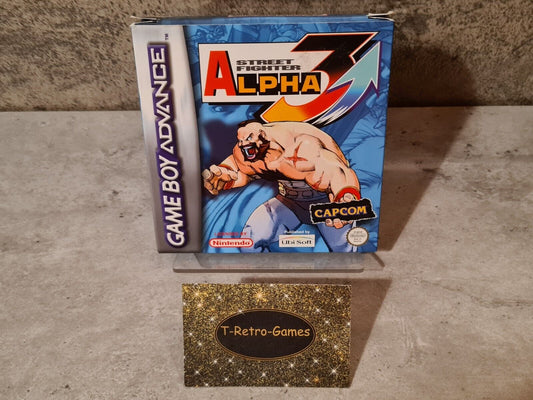 GAME BOY ADVANCE
STREET
FIGHTER
ALPHA 3
CAPCOM
Nintendo
Published by
Ubi Soft
T-Retro-Games